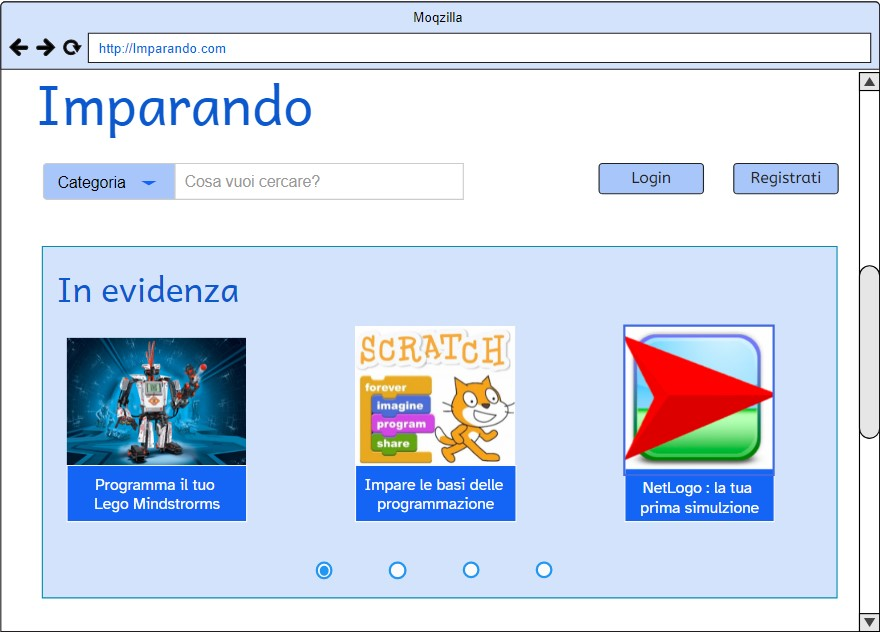 Moqzilla
http://Imparando.com
Imparando
Categoria
Cosa vuoi cercare?
Login
Registrati
In evidenza
SCRATCH
forever
imagine
program
share
Programma il tuo
Lego Mindstrorms
Impare le basi delle
programmazione
NetLogo : la tua
prima simulzione